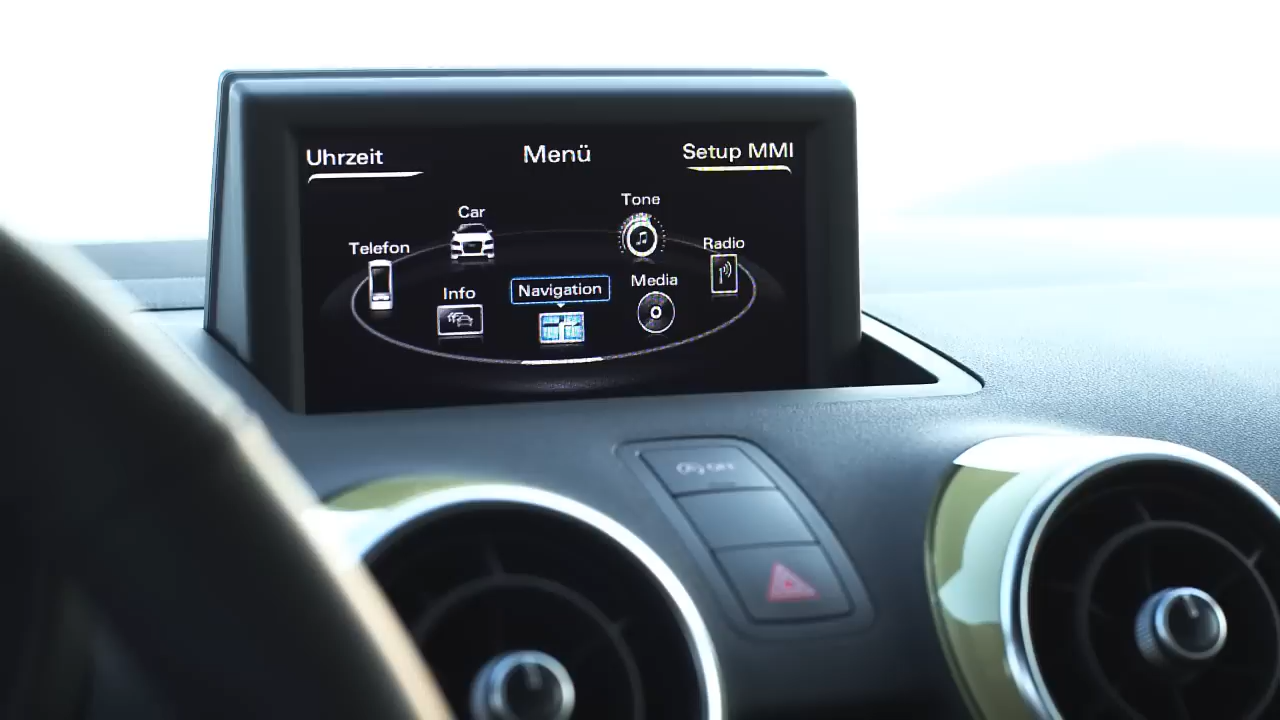 Uhrzeit
Menü
Setup MMI
Car
Tone
Telefon
Radio
Info
Navigation
Media